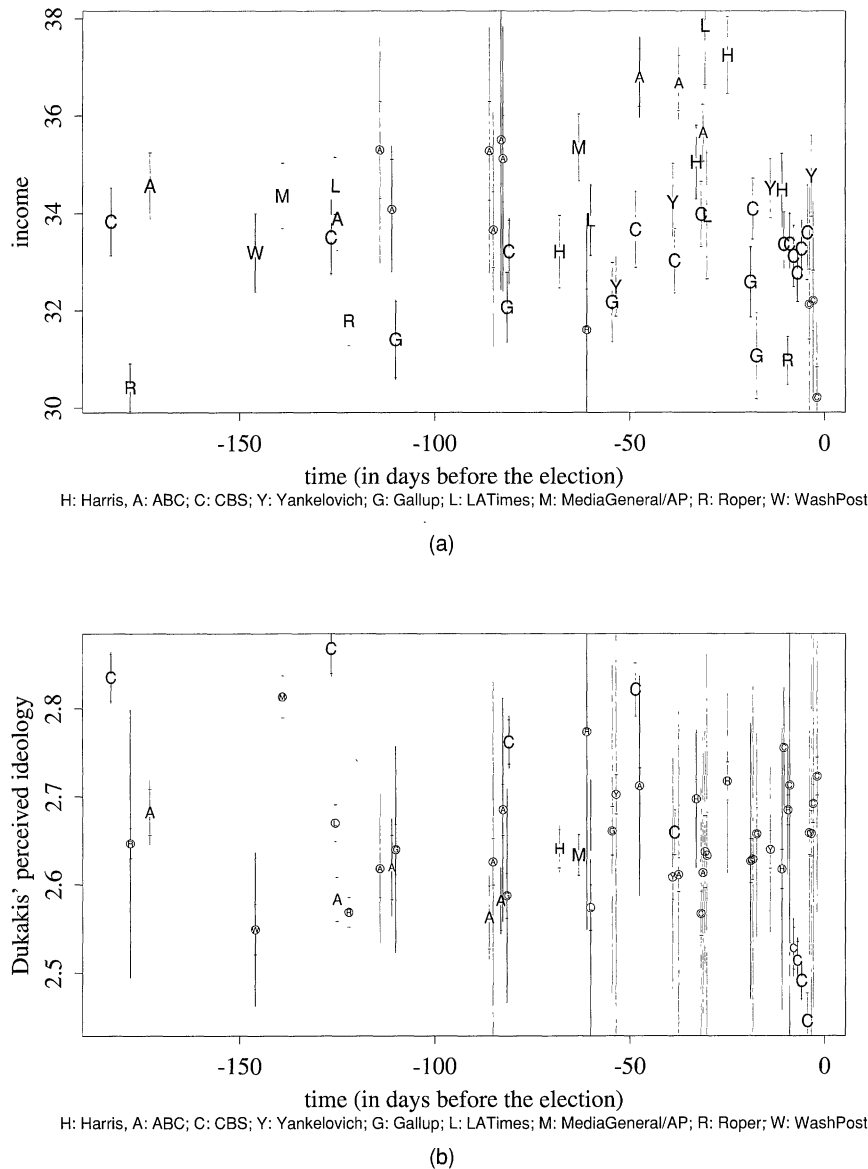 38
36
34
32
30
income
-150
-100
-50
0
time (in days before the election)
H: Harris, A: ABC; C: CBS; Y: Yankelovich; G: Gallup; L: LATimes; M: MediaGeneral/AP; R: Roper; W: WashPost
(a)
2.8
2.7
2.6
2.5
Dukakis' perceived ideology
-150
-100
-50
0
time (in days before the election)
H: Harris, A: ABC; C: CBS; Y: Yankelovich; G: Gallup; L: LATimes; M: MediaGeneral/AP; R: Roper; W: WashPost
(b)